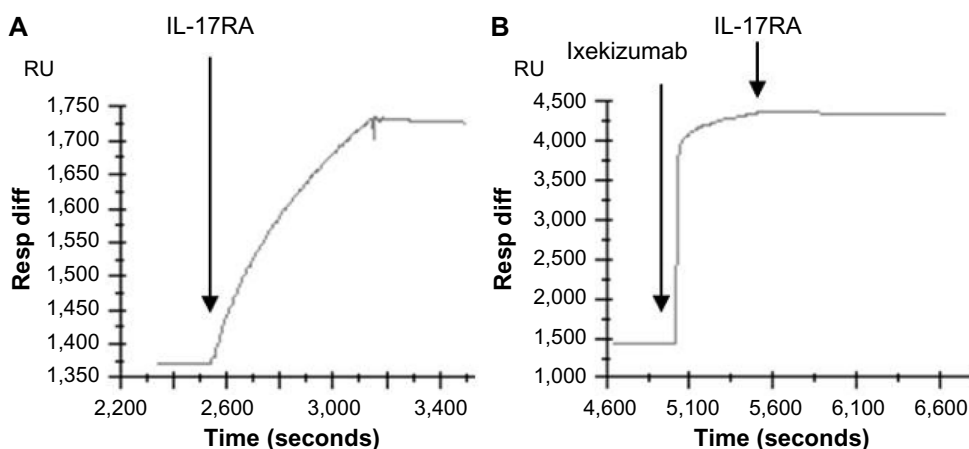 A
IL-17RA
RU
1,750
1,700
1,650
1,600
1,550
1,500
1,450
1,400
1,350
Resp diff
2,200 2,600 3,000 3,400
Time (seconds)
B
IL-17RA
Ixekizumab
RU
4,500
4,000
3,500
3,000
2,500
4,000
1,500
1,000
Resp diff
4,600 5,100 5,600 6,100 6,600
Time (seconds)